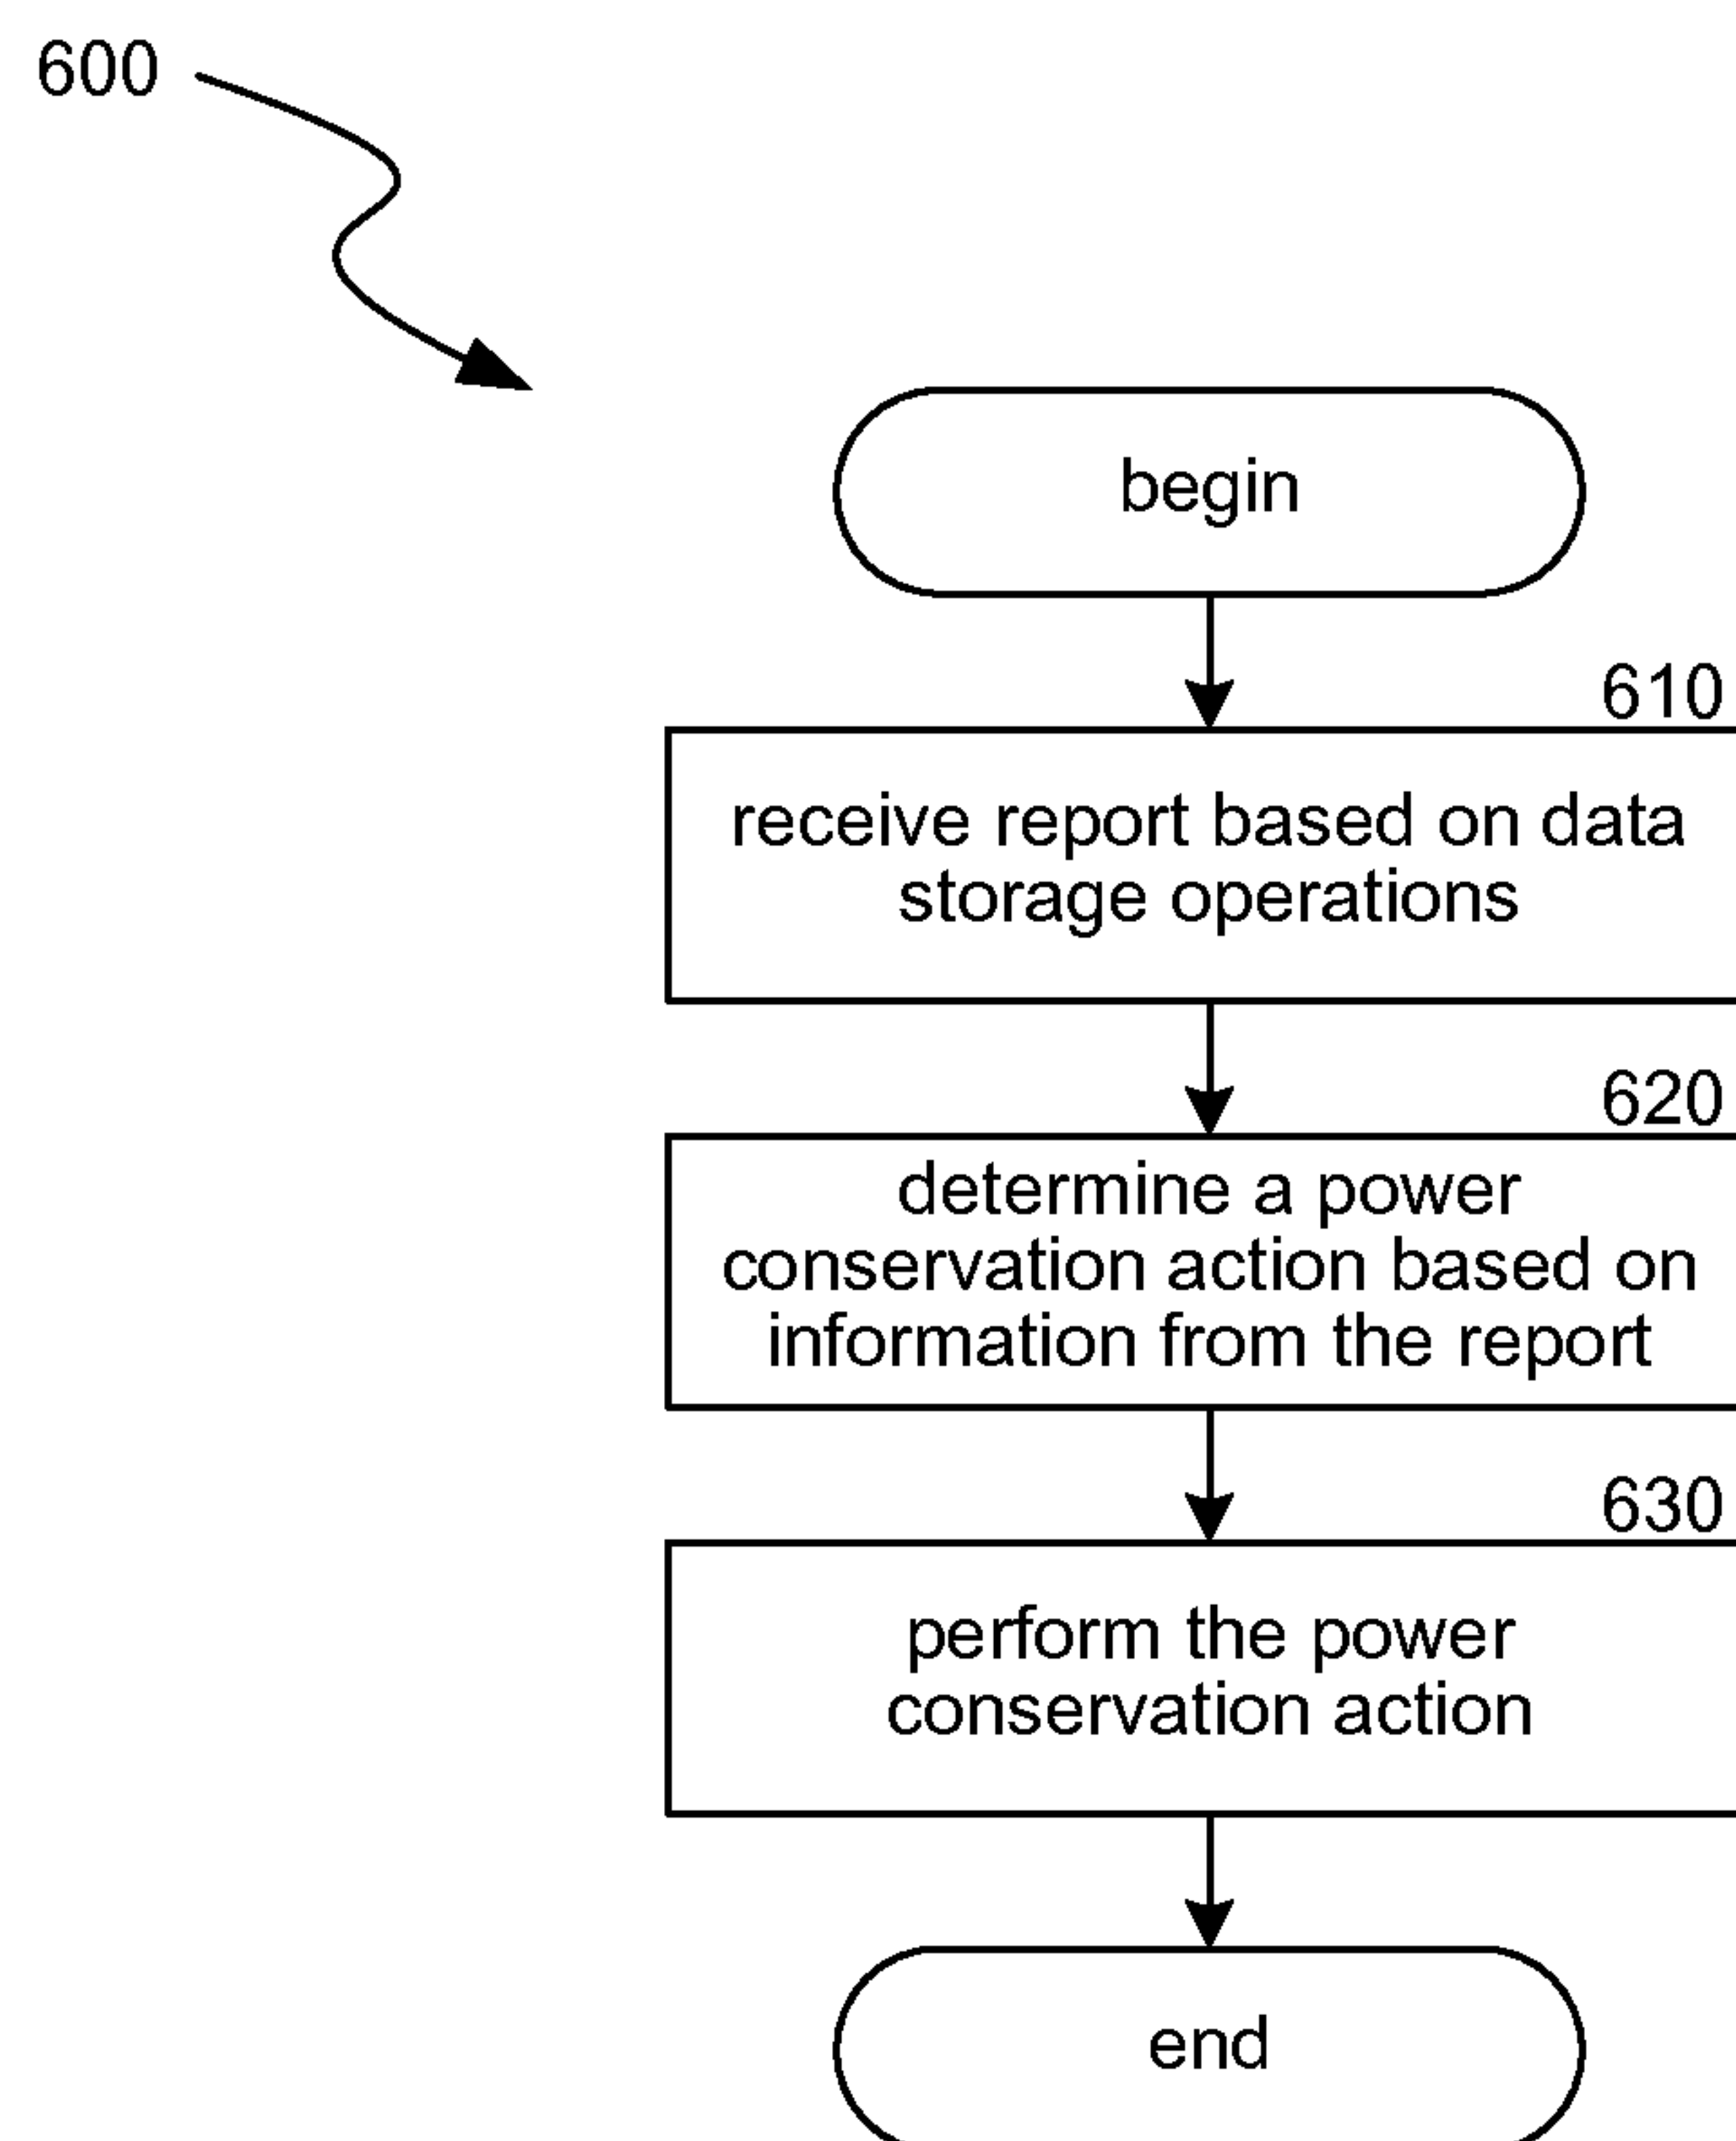 600
begin
610
receive report based on data
storage operations
620
determine a power
conservation action based on
information from the report
630
perform the power
conservation action
end